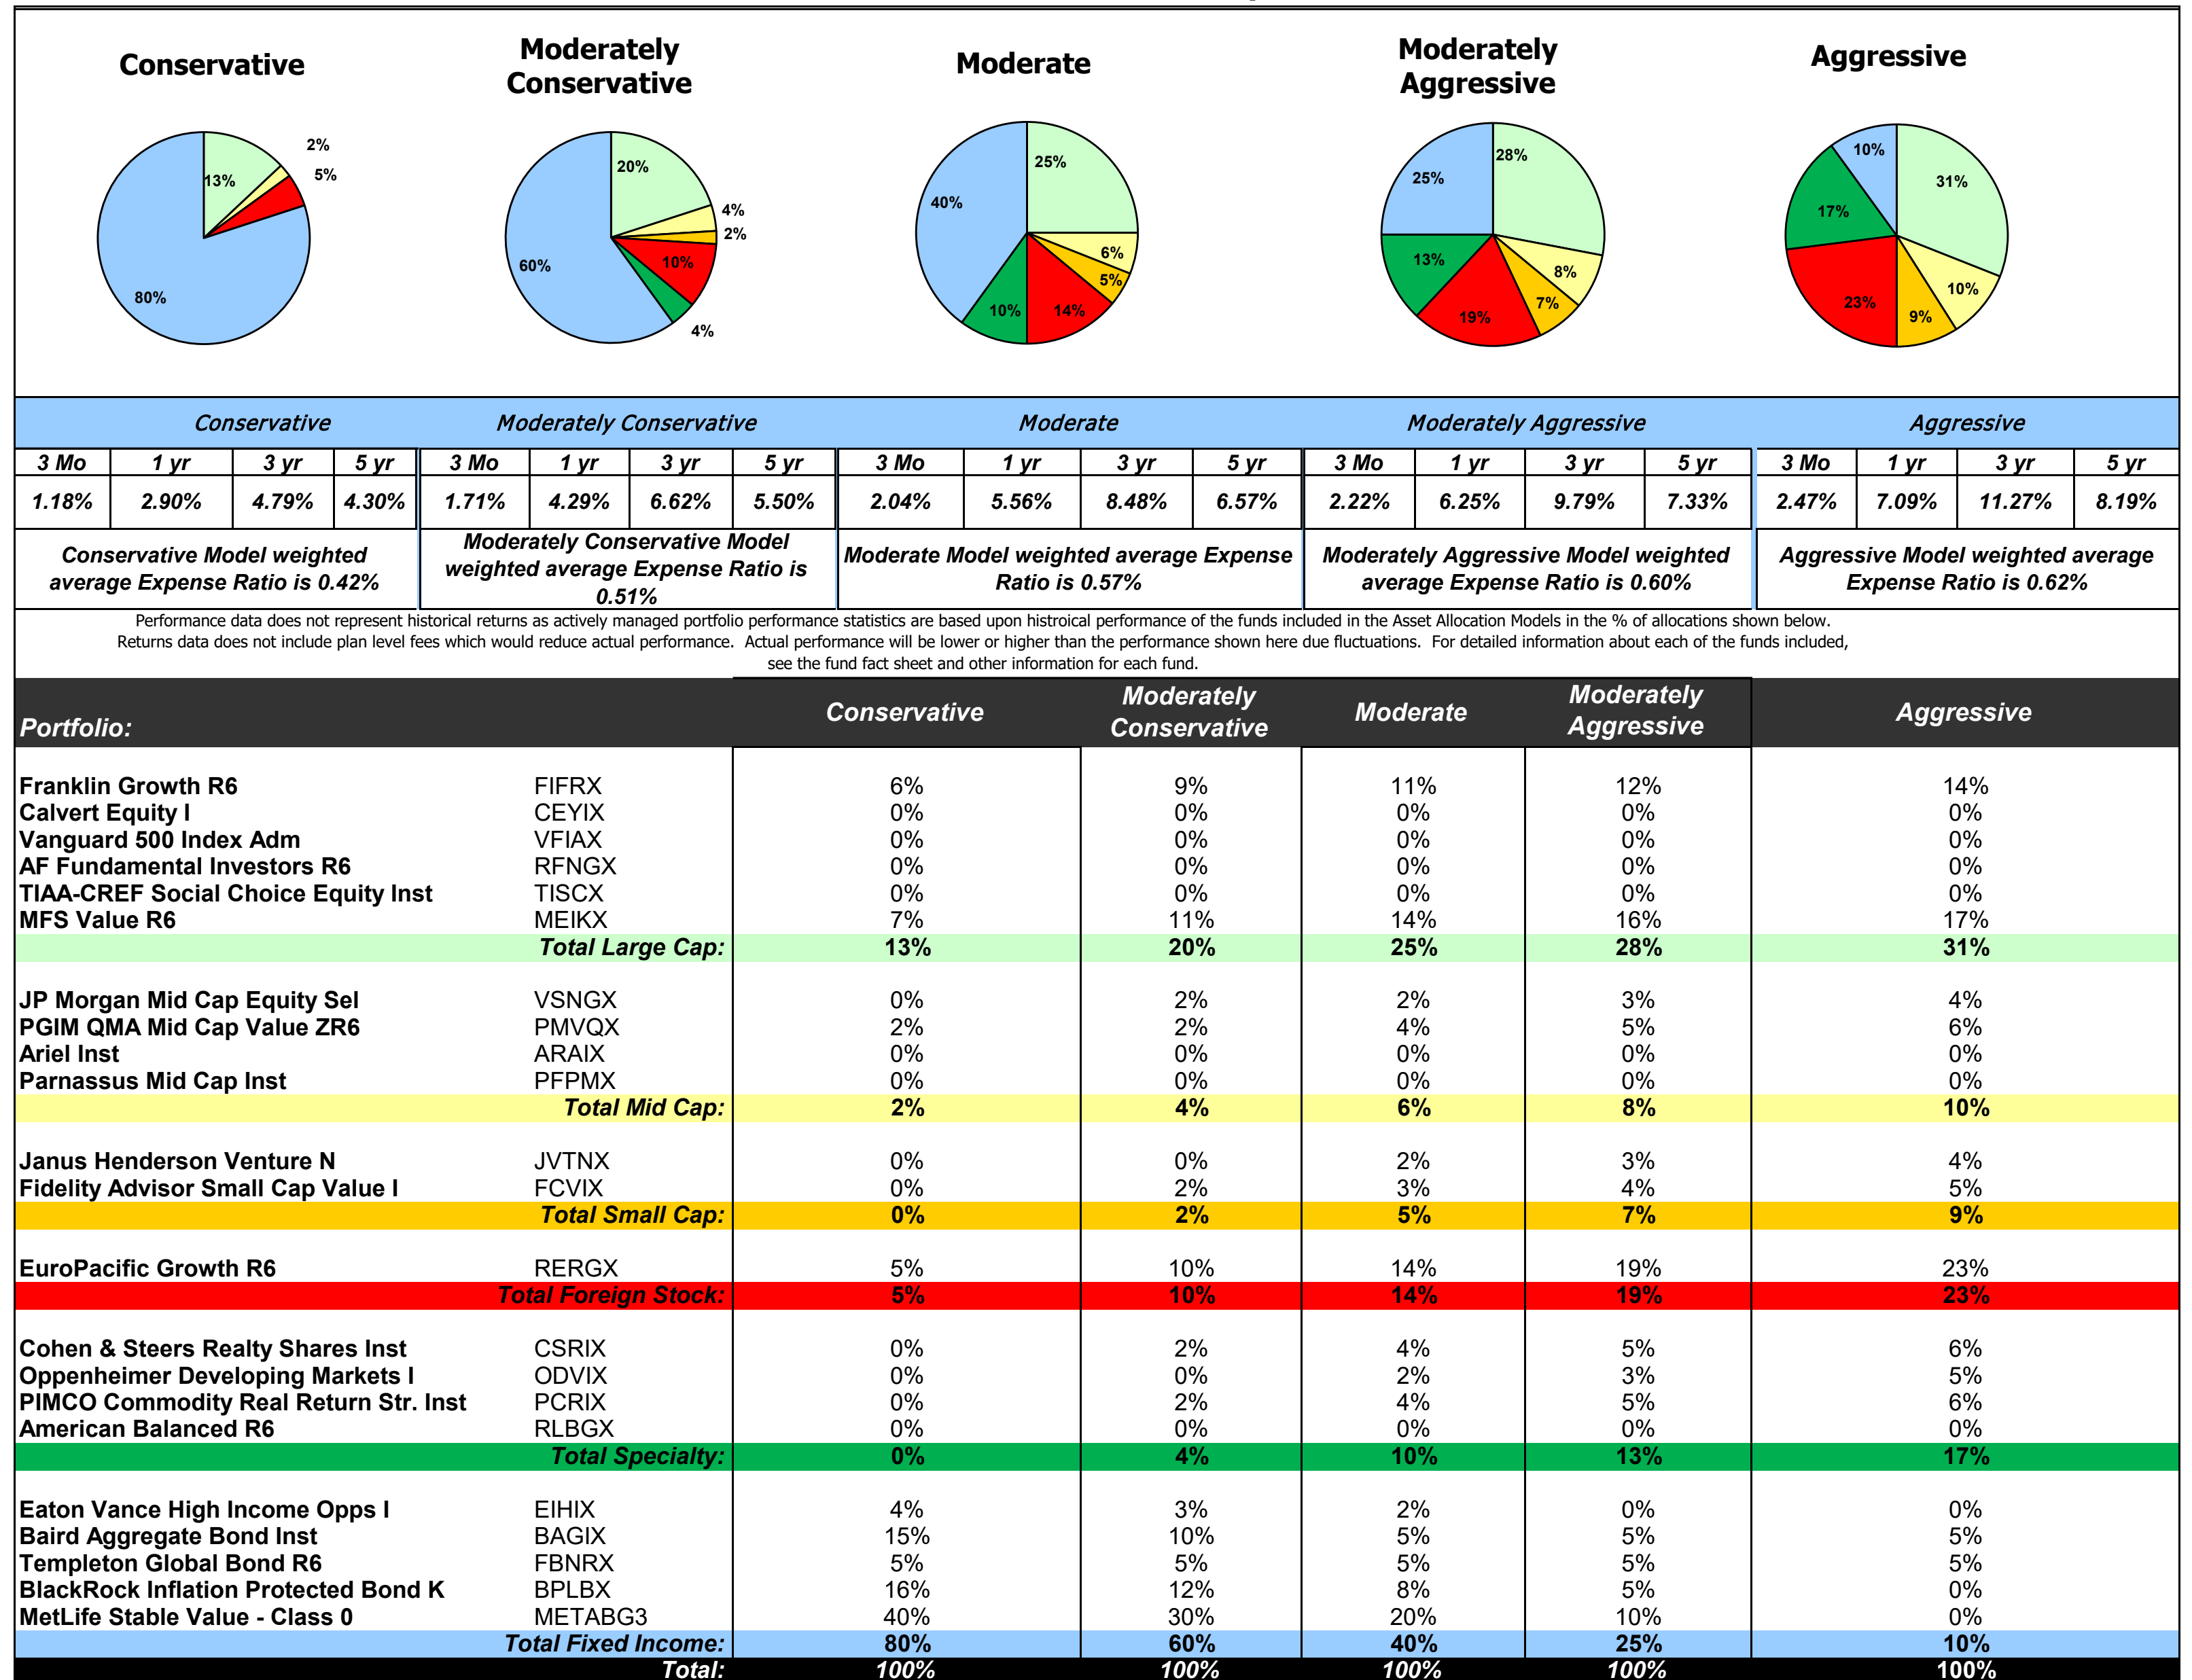 Conservative
Moderately
Conservative
Moderate
Moderately
Aggressive
Aggressive
13%
2%
5%
80%
20%
4%
2%
10%
4%
60%
25%
6%
5%
14%
10%
40%
28%
8%
7%
19%
13%
25%
31%
10%
9%
23%
17%
10%
Conservative Moderately Conservative Moderate Moderately Aggressive Aggressive
3 Mo 1 yr 3 yr 5 yr 3 Mo 1 yr 3 yr 5 yr 3 Mo 1 yr 3 yr 5 yr 3 Mo 1 yr 3 yr 5 yr 3 Mo 1 yr 3 yr 5 yr
1.18% 2.90% 4.79% 4.30% 1.71% 4.29% 6.62% 5.50% 2.04% 5.56% 8.48% 6.57% 2.22% 6.25% 9.79% 7.33% 2.47% 7.09% 11.27% 8.19%
Conservative Model weighted
average Expense Ratio is 0.42%
Moderately Conservative Model
weighted average Expense Ratio is
0.51%
Moderate Model weighted average Expense
Ratio is 0.57%
Moderately Aggressive Model weighted
average Expense Ratio is 0.60%
Aggressive Model weighted average
Expense Ratio is 0.62%
Performance data does not represent historical returns as actively managed portfolio performance statistics are based upon histroical performance of the funds included in the Asset Allocation Models in the % of allocations shown below.
Returns data does not include plan level fees which would reduce actual performance. Actual performance will be lower or higher than the performance shown here due fluctuations. For detailed information about each of the funds included,
see the fund fact sheet and other information for each fund.
Portfolio: Conservative Moderately Conservative Moderate Moderately Aggressive Aggressive
Franklin Growth R6 FIFRX 6% 9% 11% 12% 14%
Calvert Equity I CEYIX 0% 0% 0% 0% 0%
Vanguard 500 Index Adm VFIAX 0% 0% 0% 0% 0%
AF Fundamental Investors R6 RFNGX 0% 0% 0% 0% 0%
TIAA-CREF Social Choice Equity Inst TISCX 0% 0% 0% 0% 0%
MFS Value R6 MEIKX 7% 11% 14% 16% 17%
Total Large Cap: 13% 20% 25% 28% 31%
JP Morgan Mid Cap Equity Sel VSNGX 0% 2% 2% 3% 4%
PGIM QMA Mid Cap Value ZR6 PMVQX 2% 2% 4% 5% 6%
Ariel Inst ARAIX 0% 0% 0% 0% 0%
Parnassus Mid Cap Inst PFPMX 0% 0% 0% 0% 0%
Total Mid Cap: 2% 4% 6% 8% 10%
Janus Henderson Venture N JVTNX 0% 0% 2% 3% 4%
Fidelity Advisor Small Cap Value I FCVIX 0% 2% 3% 4% 5%
Total Small Cap: 0% 2% 5% 7% 9%
EuroPacific Growth R6 RERGX 5% 10% 14% 19% 23%
Total Foreign Stock: 5% 10% 14% 19% 23%
Cohen & Steers Realty Shares Inst CSRIX 0% 2% 4% 5% 6%
Oppenheimer Developing Markets I ODVIX 0% 0% 2% 3% 5%
PIMCO Commodity Real Return Str. Inst PCRIX 0% 2% 4% 5% 6%
American Balanced R6 RLBGX 0% 0% 0% 0% 0%
Total Specialty: 0% 4% 10% 13% 17%
Eaton Vance High Income Opps I EIHIX 4% 3% 2% 0% 0%
Baird Aggregate Bond Inst BAGIX 15% 10% 5% 5% 5%
Templeton Global Bond R6 FBNRX 5% 5% 5% 5% 5%
BlackRock Inflation Protected Bond K BPLBX 16% 12% 8% 5% 0%
MetLife Stable Value - Class 0 METABG3 40% 30% 20% 10% 0%
Total Fixed Income: 80% 60% 40% 25% 10%
Total: 100% 100% 100% 100% 100%